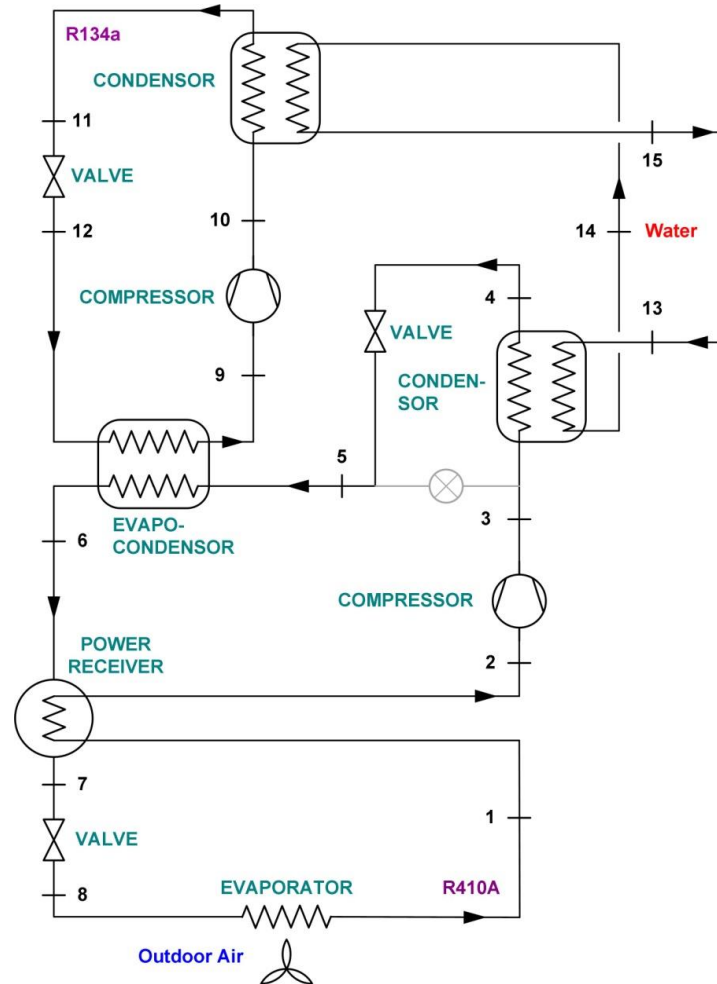 R134a
CONDENSOR
11
VALVE
15
12
10
14
Water
COMPRESSOR
4
13
VALVE
9
CONDEN-
SOR
5
EVAPO-
CONDENSOR
6
3
COMPRESSOR
POWER
RECEIVER
2
7
1
VALVE
8
EVAPORATOR
R410A
Outdoor Air